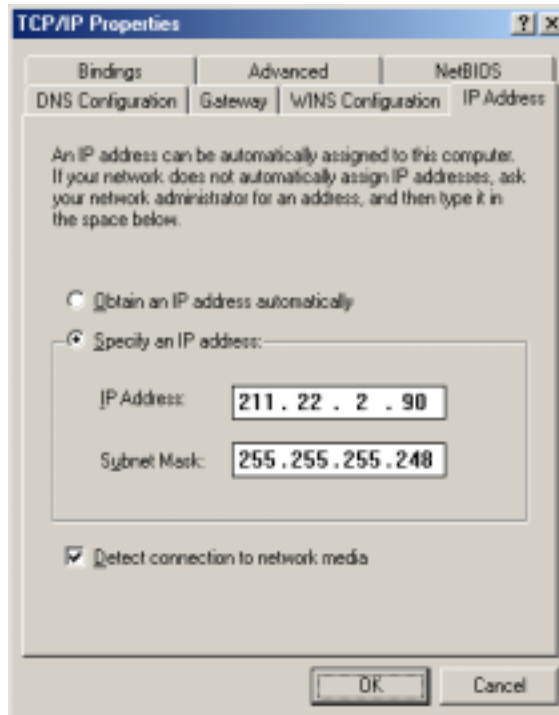 TCP/IP Properties
Bindings Advanced NetBIOS
DNS Configuration Gateway WINS Configuration IP Address
An IP address can be automatically assigned to this computer.
If your network does not automatically assign IP addresses, ask
your network administrator for an address, and then type it in
the space below.
Obtain an IP address automatically
Specify an IP address:
IP Address: 211 . 22 . 2 . 90
Subnet Mask: 255 . 255 . 255 . 248
Detect connection to network media
OK Cancel